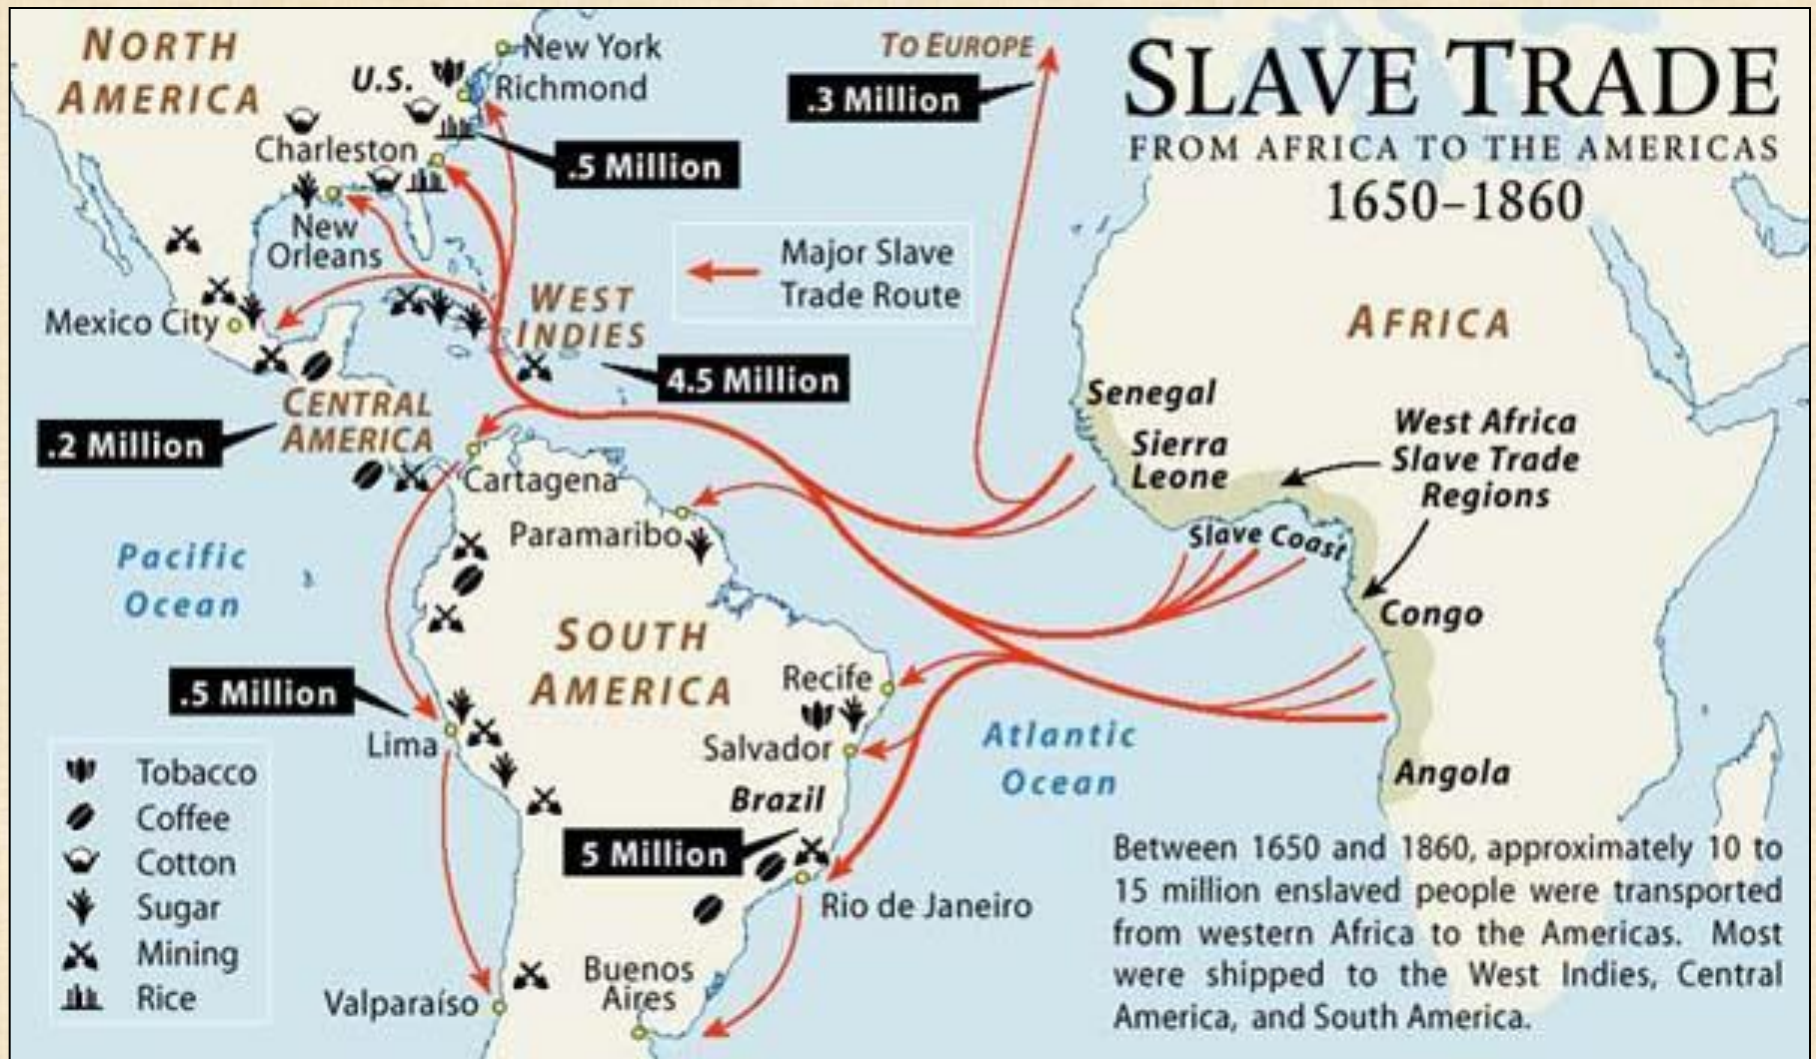 SLAVE TRADE
FROM AFRICA TO THE AMERICAS
1650–1860
NORTH
AMERICA
U.S.
New York
Richmond
Charleston
.5 Million
New
Orleans
Mexico City
WEST
INDIES
4.5 Million
CENTRAL
AMERICA
.2 Million
TO EUROPE
.3 Million
Major Slave
Trade Route
AFRICA
Senegal
Sierra
Leone
West Africa
Slave Trade
Regions
Slave Coast
Congo
Angola
Cartagena
Paramaribo
Pacific
Ocean
SOUTH
AMERICA
Recife
Salvador
Brazil
5 Million
Rio de Janeiro
Atlantic
Ocean
.5 Million
Lima
Valparaíso
Buenos
Aires
Tobacco
Coffee
Cotton
Sugar
Mining
Rice
Between 1650 and 1860, approximately 10 to
15 million enslaved people were transported
from western Africa to the Americas. Most
were shipped to the West Indies, Central
America, and South America.